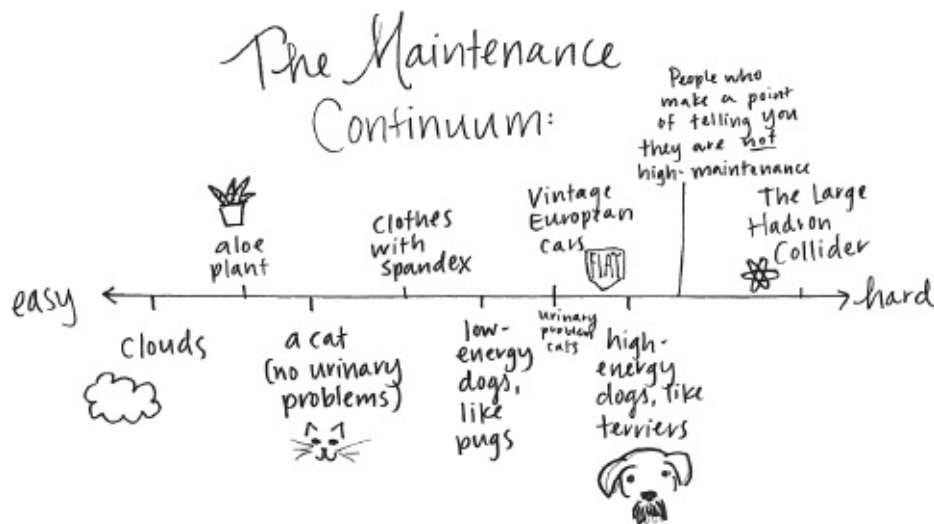 The Maintenance
Continuum:
People who
make a point
of telling you
they are not
high-maintenance
aloe
plant
clothes
with
spandex
Vintage
European
cars
FIAT
The Large
Hadron
Collider
easy
hard
clouds
a cat
(no urinary
problems)
low-
energy
dogs,
like
pugs
urinary
problem
cats
high-
energy
dogs, like
terriers